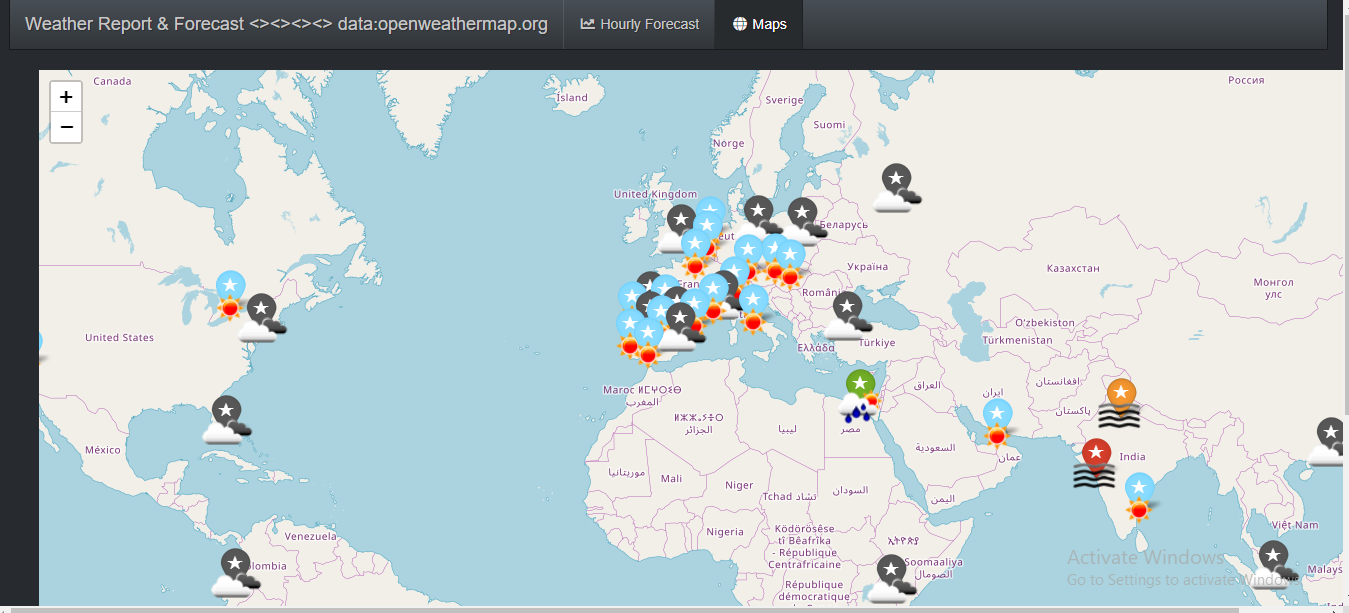 Weather Report & Forecast <><><><> data:openweathermap.org
Hourly Forecast
Maps
+
−
Canada
Ísland
Sverige
Россия
Suomi
Norge
United Kingdom
Беларусь
Україна
Казахстан
Монгол
улс
Români
O'zbekiston
Türkmenistan
Ελλάδα
Türkiye
United States
México
Maroc ⵍⵎⵖⵔⵉⴱ
المغرب
الجزائر
ليبيا
مصر
العراق
ایران
افغانستان
پاکستان
السعودية
عمان
India
موريتانيا
Mali
Niger
Tchad تشاد
السودان
اليمن
Nigeria
Ködörösêse
tî Bêafrîka
- République
Centrafricaine
ኢትዮጵያ
Soomaaliya
الصومال
République
démocratique
Venezuela
lombia
Việt Nam
Malays
Activate Windows
Go to Settings to activate Windows.